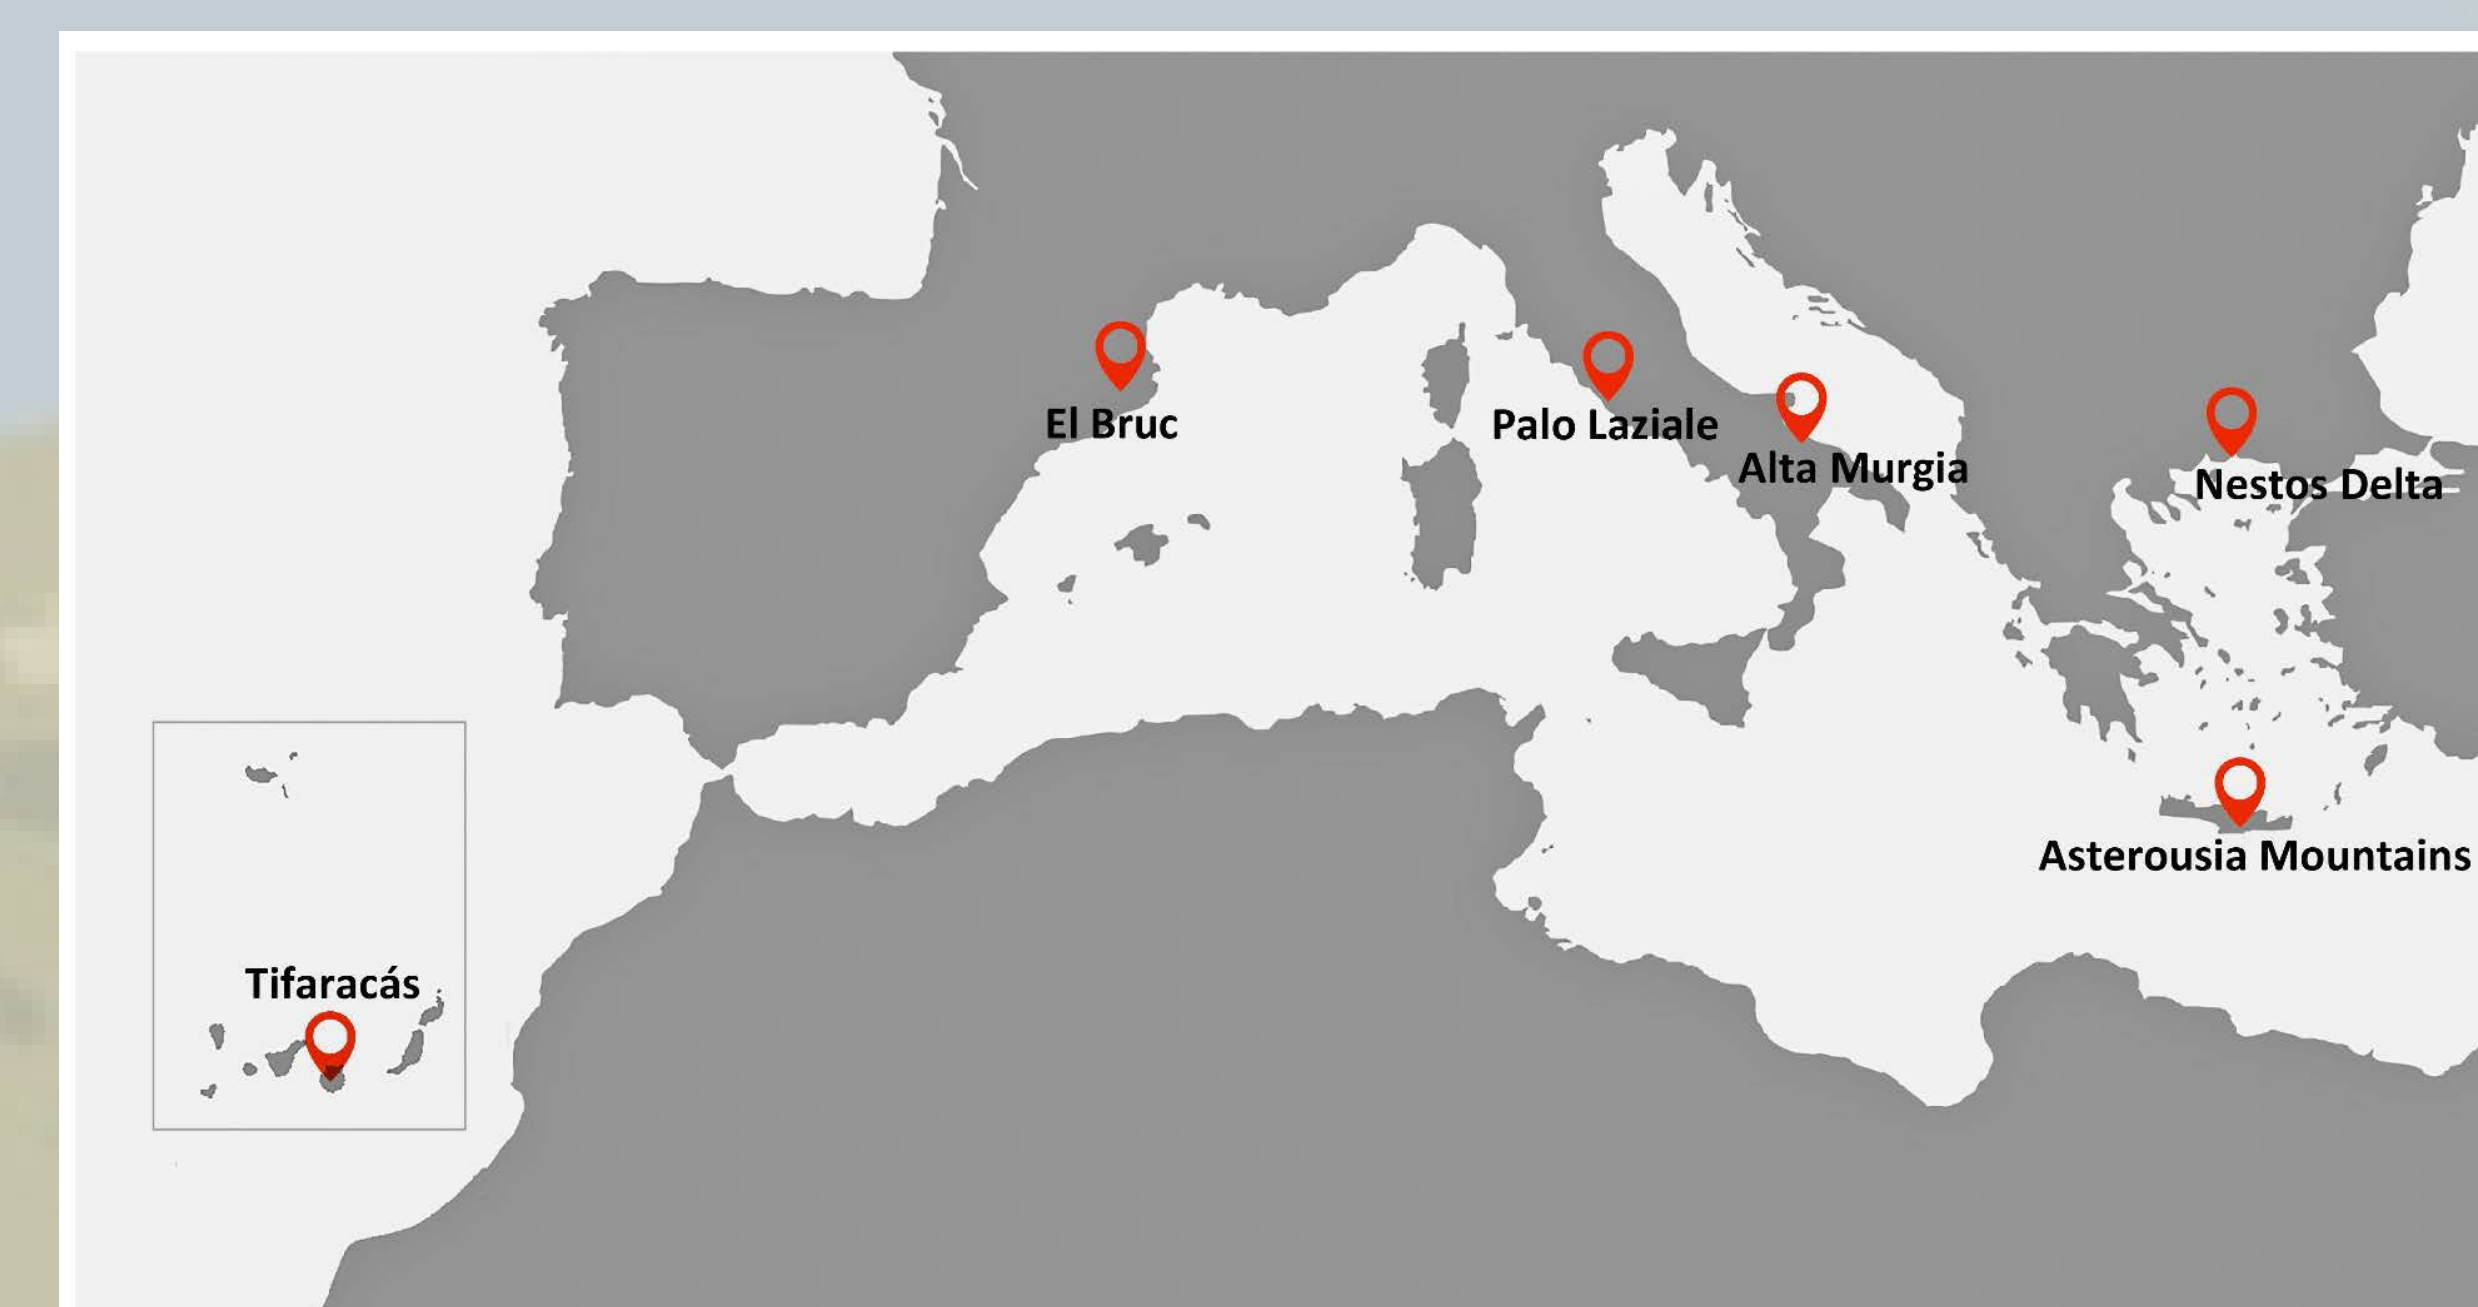 El Bruc
Palo Laziale
Alta Murgia
Nestos Delta
Asterousia Mountains
Tifaracás